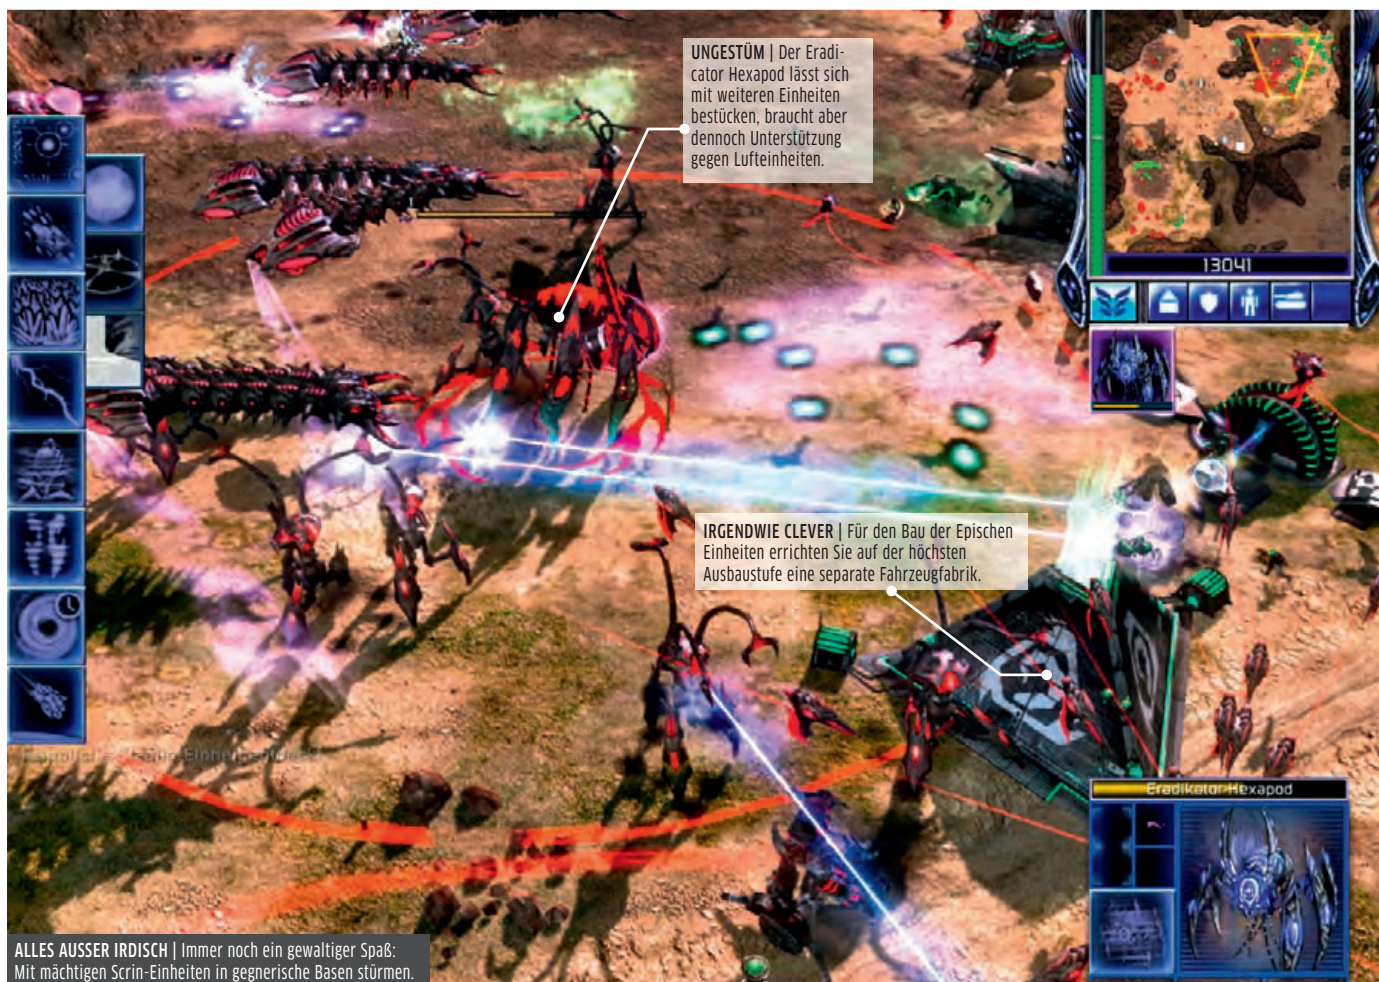 UNGESTÜM | Der Eradi-
cator Hexapod lässt sich
mit weiteren Einheiten
bestücken, braucht aber
dennoch Unterstützung
gegen Lufteinheiten.
13041
IRGENDWIE CLEVER | Für den Bau der Epischen
Einheiten errichten Sie auf der höchsten
Ausbaustufe eine separate Fahrzeugfabrik.
Eradikator-Hexapod
ALLES AUSSER IRDISCH | Immer noch ein gewaltiger Spaß:
Mit mächtigen Scrin-Einheiten in gegnerische Basen stürmen.